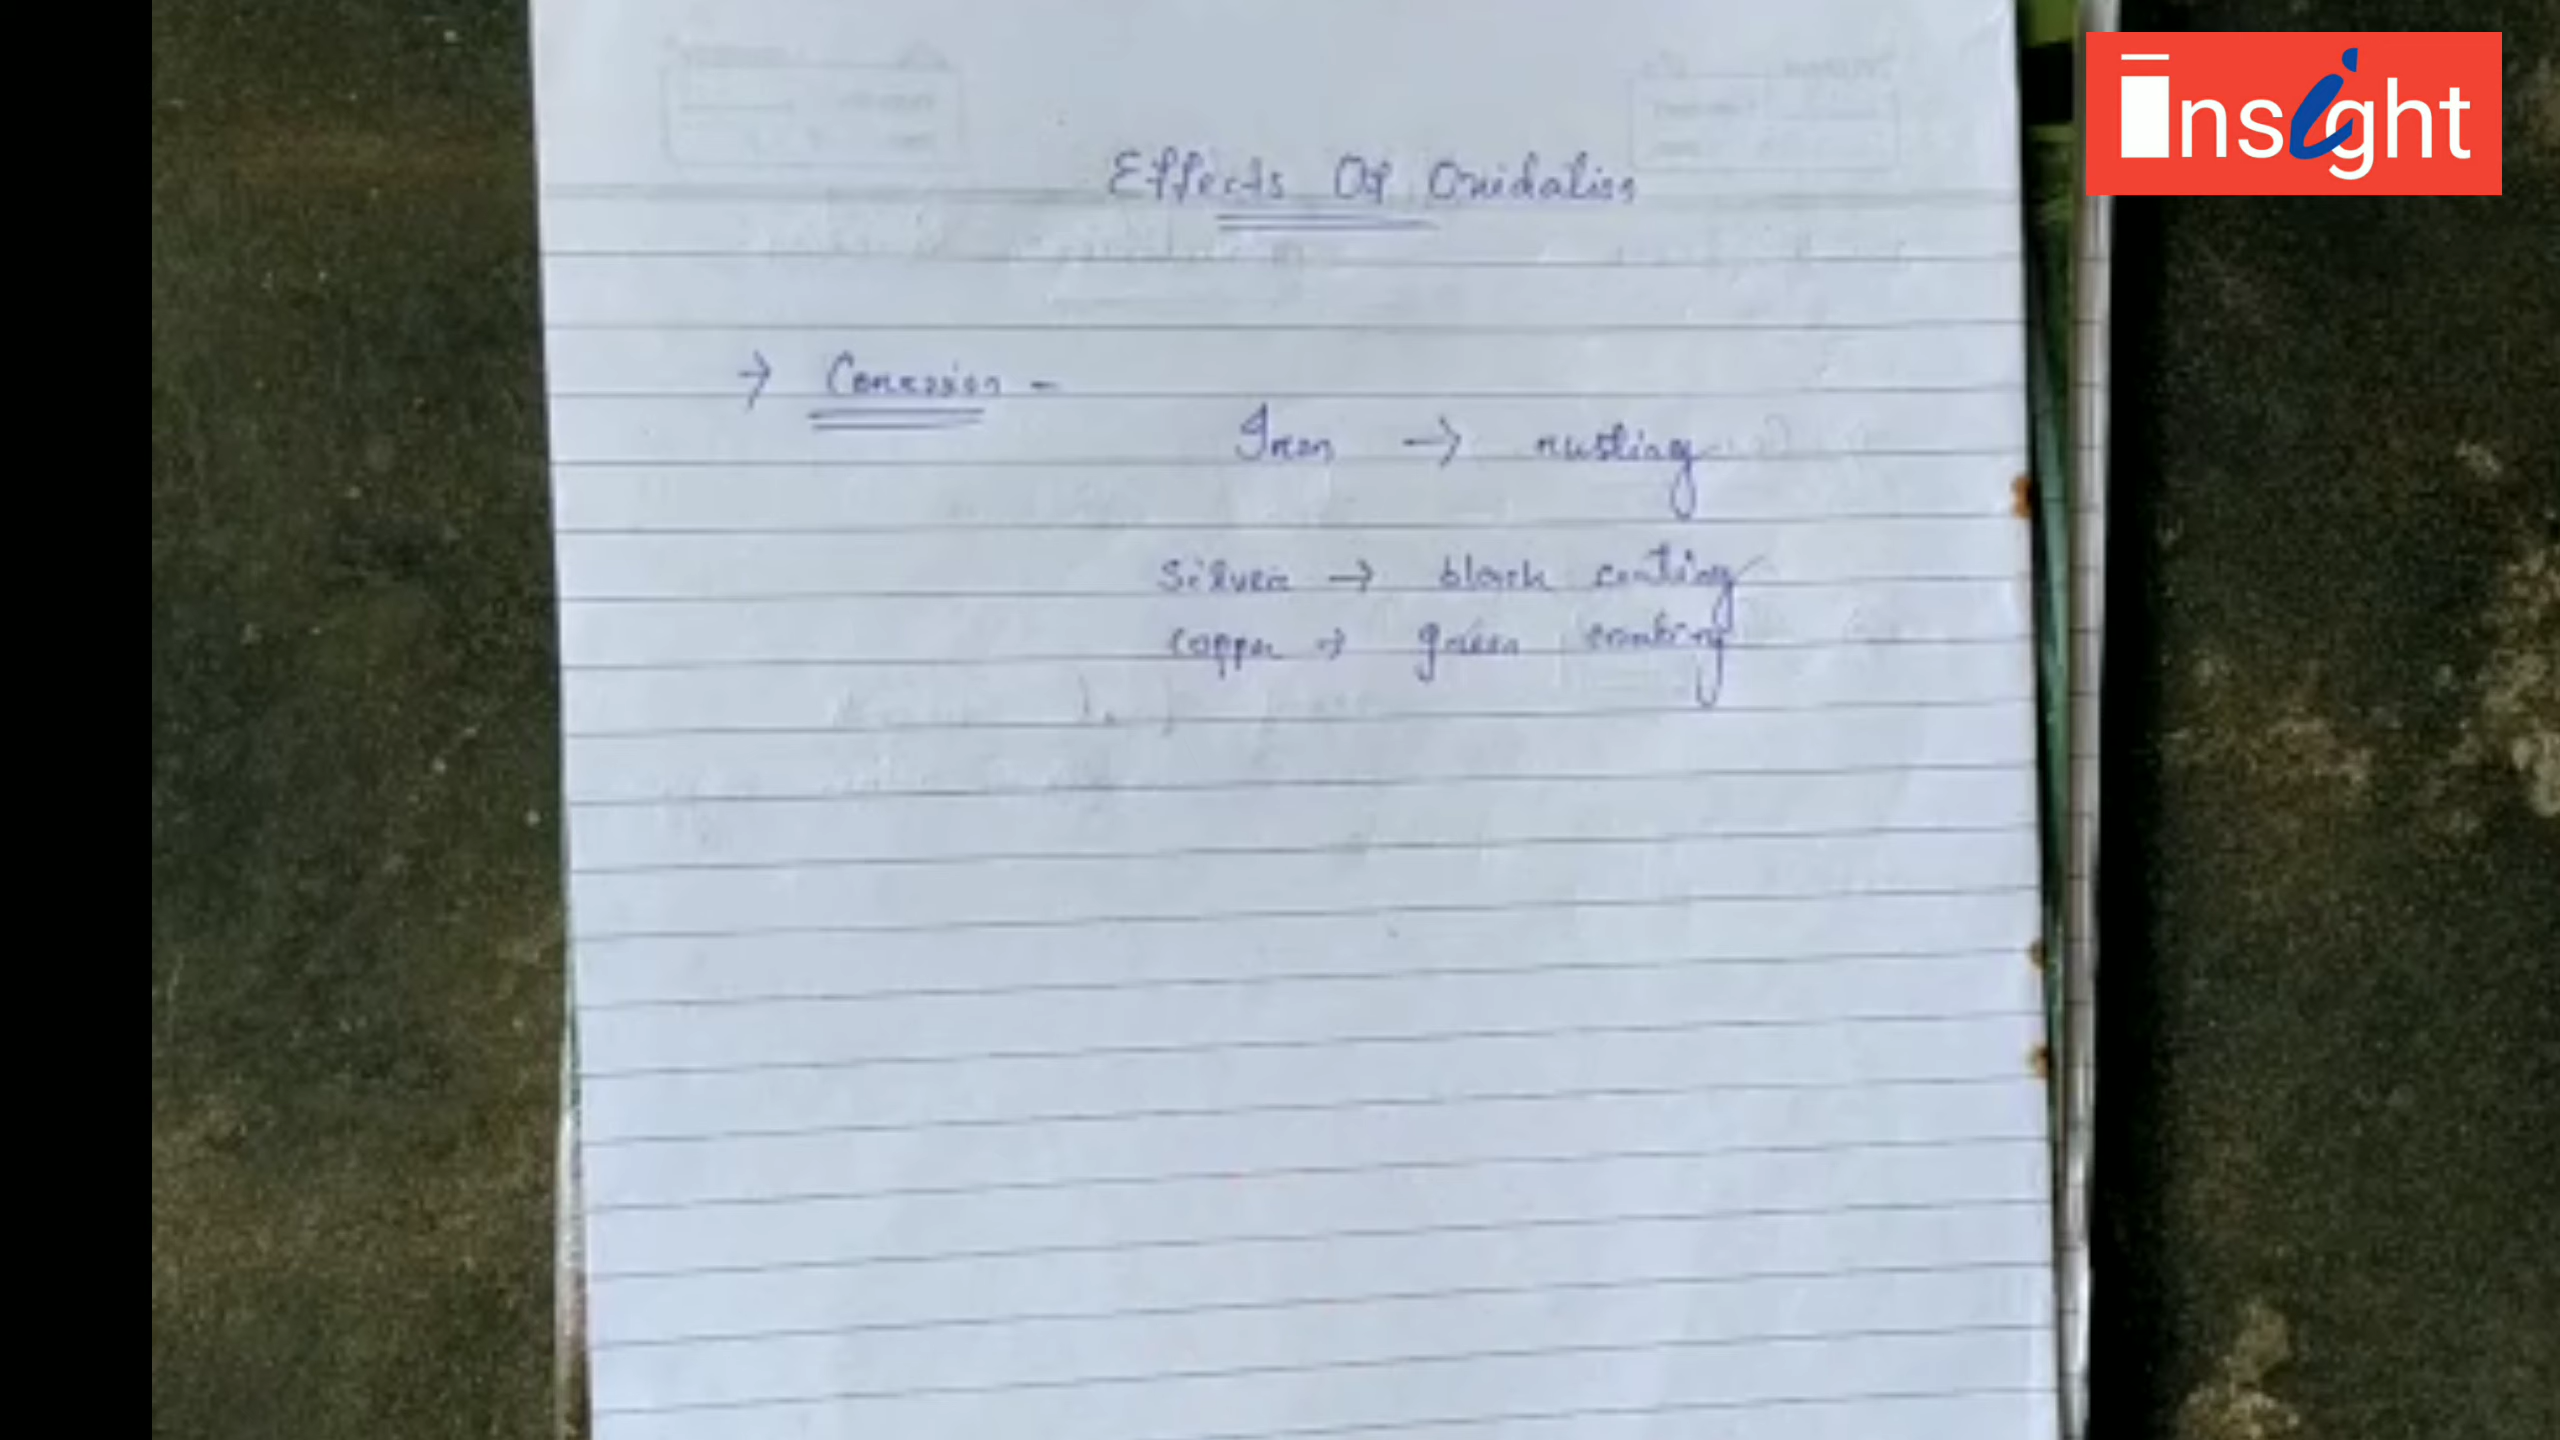 Insight
Effects Of Oxidation
→ Corrosion -
Iron → rusting
Silver → black coating
copper → green coating